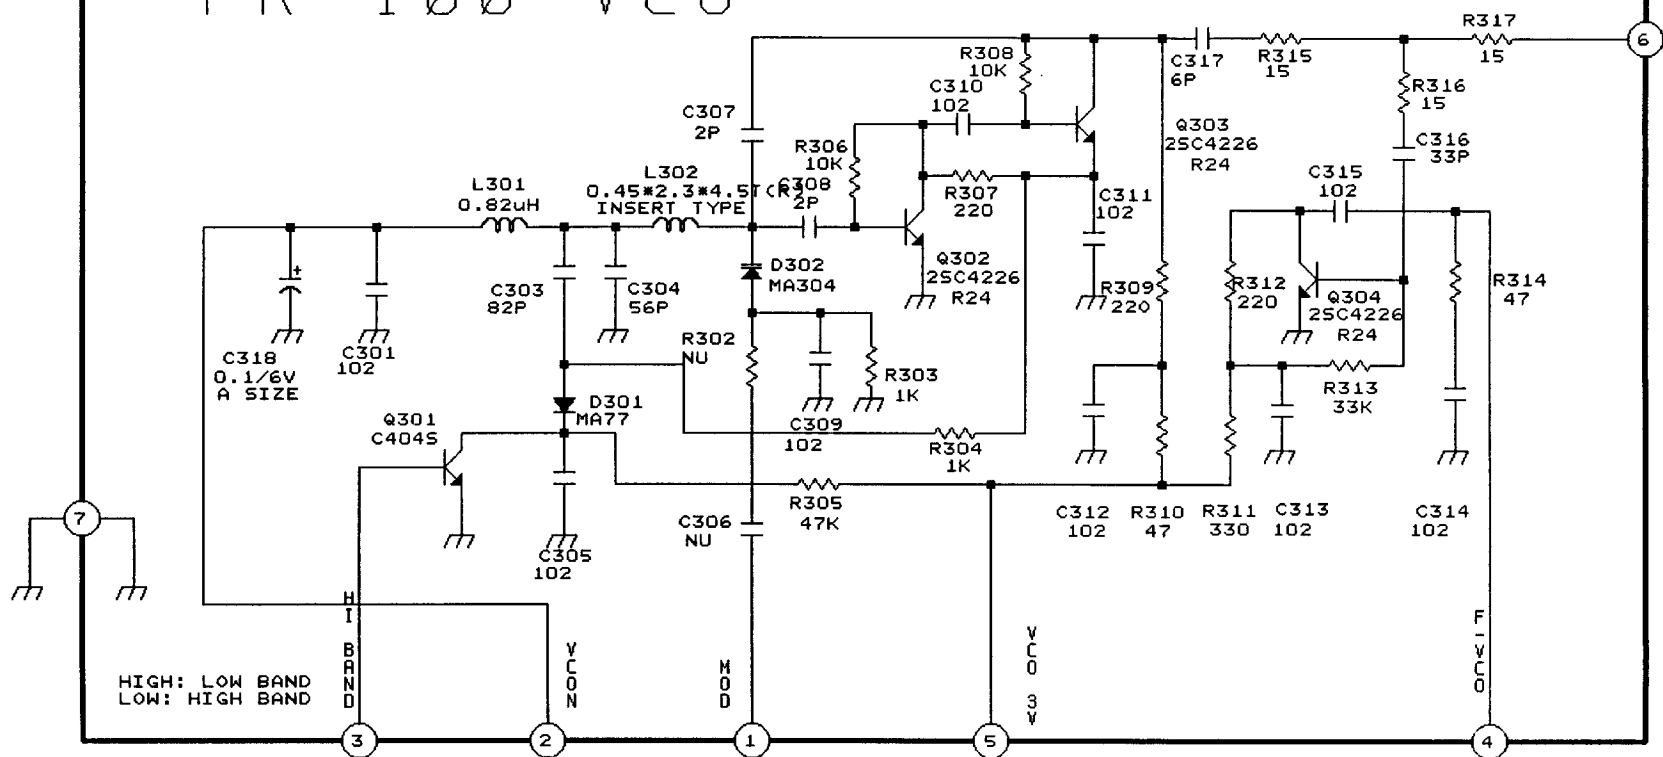 PR 100 VCO
R317
15
6
R308
10K
C317
6P
R315
15
C310
102
R316
15
C307
2P
Q303
2SC4226
R24
C316
33P
R306
10K
C315
102
L302
0.45*2.3*4.5T(R)
INSERT TYPE
C308
2P
L301
0.82uH
R307
220
C311
102
D302
MA304
Q302
2SC4226
R24
R309
220
R312
220
Q304
2SC4226
R24
R314
47
C303
82P
C304
56P
R302
NU
C318
0.1/6V
A SIZE
C301
102
R303
1K
R313
33K
D301
MA77
Q301
C404S
C309
102
R304
1K
R305
47K
C306
NU
C312
102
R310
47
R311
330
C313
102
C314
102
7
C305
102
HI BAND
VCON
MOD
VCO 3V
F-VCO
HIGH: LOW BAND
LOW: HIGH BAND
3
2
1
5
4